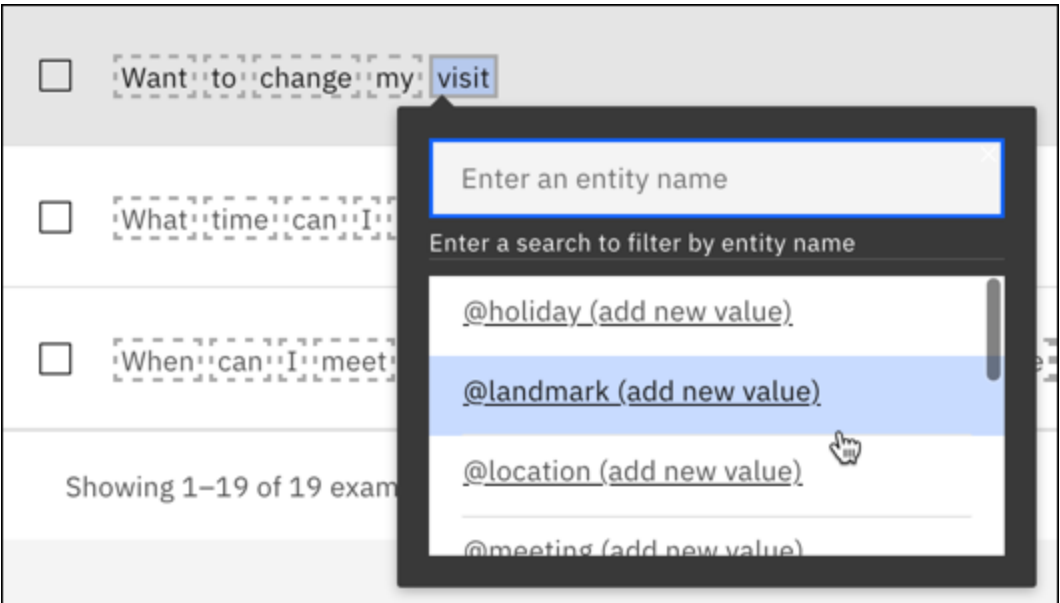 Want to change my visit
Enter an entity name
What time can I
Enter a search to filter by entity name
@holiday (add new value)
When can I meet
@landmark (add new value)
@location (add new value)
Showing 1–19 of 19 exam
@meeting (add new value)